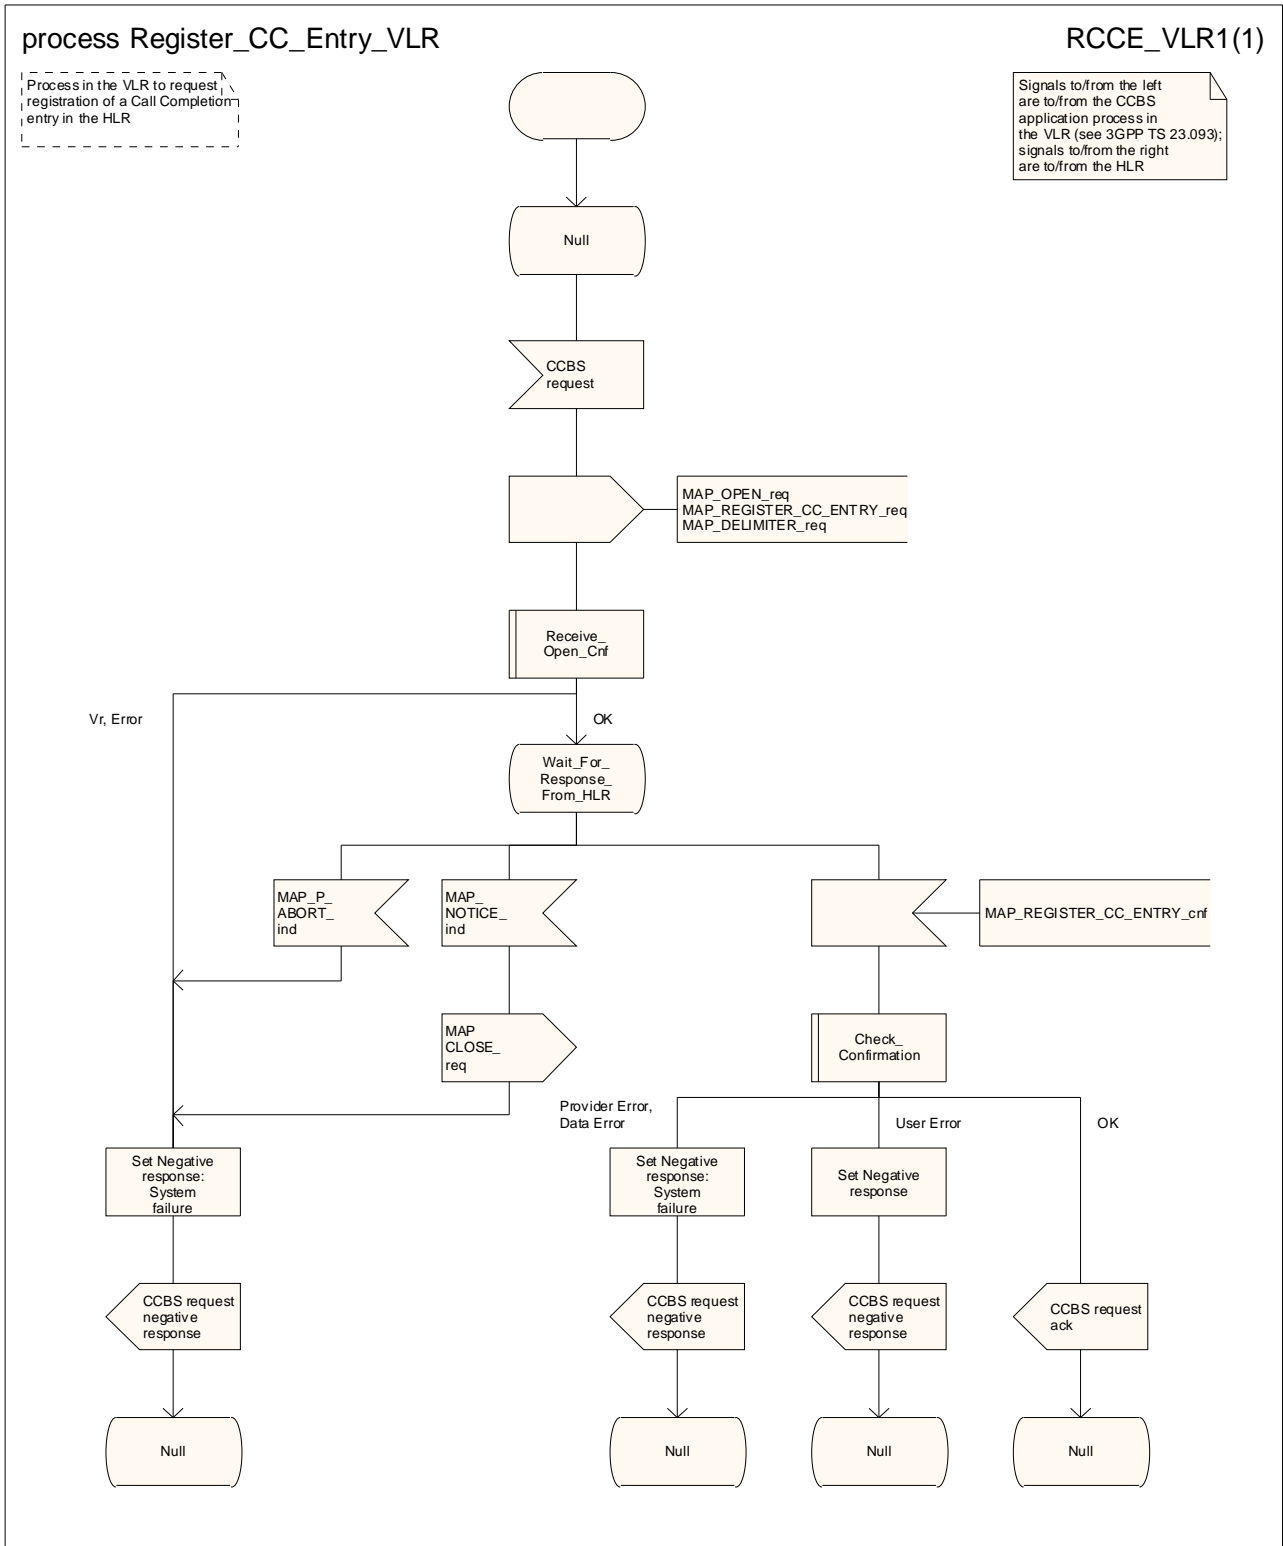 process Register_CC_Entry_VLR
RCCE_VLR1(1)
Process in the VLR to request
registration of a Call Completion
entry in the HLR
Signals to/from the left
are to/from the CCBS
application process in
the VLR (see 3GPP TS 23.093);
signals to/from the right
are to/from the HLR
Null
CCBS
request
MAP_OPEN_req
MAP_REGISTER_CC_ENTRY_req
MAP_DELIMITER_req
Receive_
Open_Cnf
Vr, Error
OK
Wait_For_
Response_
From_HLR
MAP_P_
ABORT_
ind
MAP_
NOTICE_
ind
MAP_REGISTER_CC_ENTRY_cnf
MAP
CLOSE_
req
Check_
Confirmation
Provider Error,
Data Error
User Error
OK
Set Negative
response:
System
failure
Set Negative
response:
System
failure
Set Negative
response
CCBS request
negative
response
CCBS request
negative
response
CCBS request
negative
response
CCBS request
ack
Null
Null
Null
Null